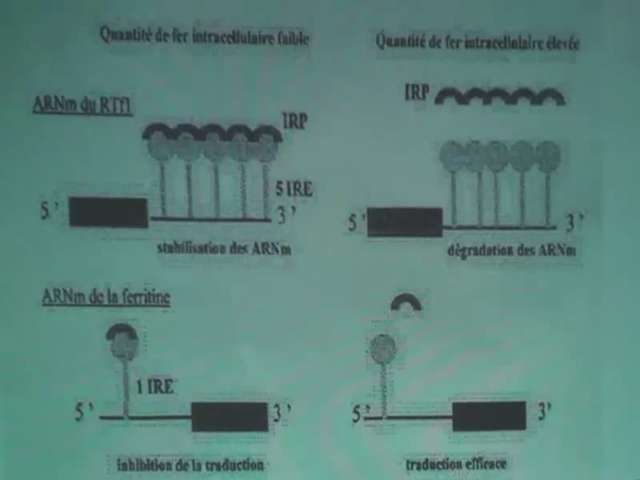 Quantité de fer intracellulaire faible
Quantité de fer intracellulaire élevée
ARNm du RTf1
IRP
IRP
5 IRE
5' 3'
5' 3'
stabilisation des ARNm
dégradation des ARNm
ARNm de la ferritine
1 IRE
5' 3'
5' 3'
inhibition de la traduction
traduction efficace